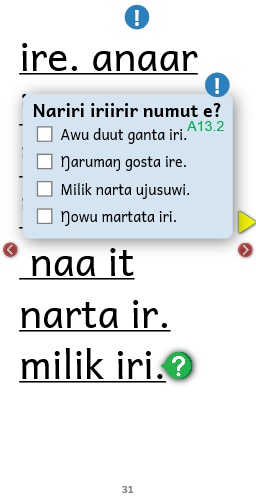 ire. anaar
Nariri iriirir numut e?
A13.2
Awu duut ganta iri.
Ŋarumaŋ gosta ire.
Milik narta ujusuwi.
Ŋowu martata iri.
naa it
narta ir.
milik iri.
31